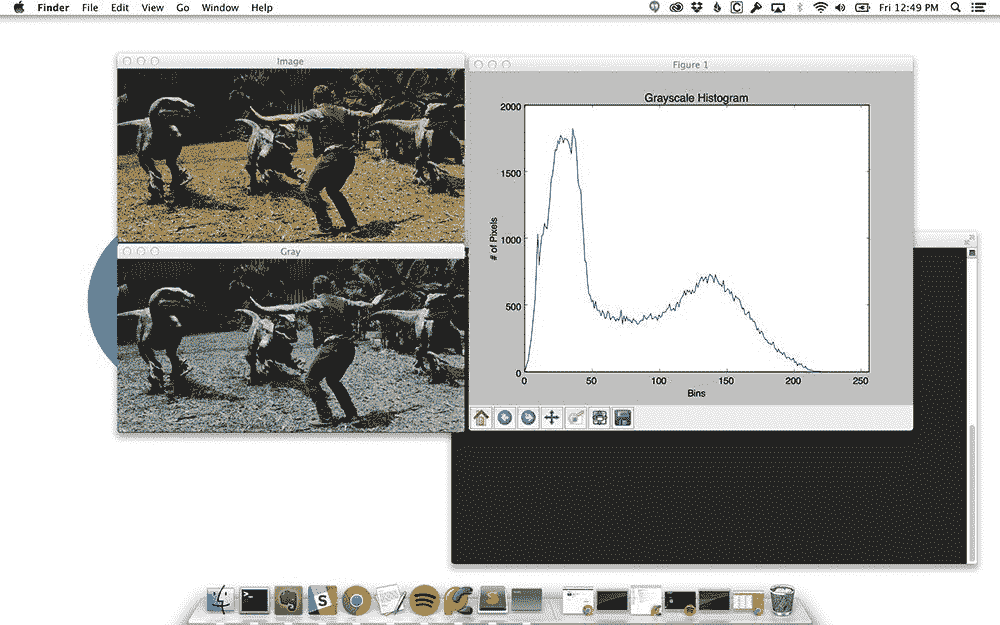 Finder File Edit View Go Window Help Fri 12:49 PM
Image
Figure 1
Grayscale Histogram
2000
1500
1000
500
0
# of Pixels
0 50 100 150 200 250
Bins
Gray